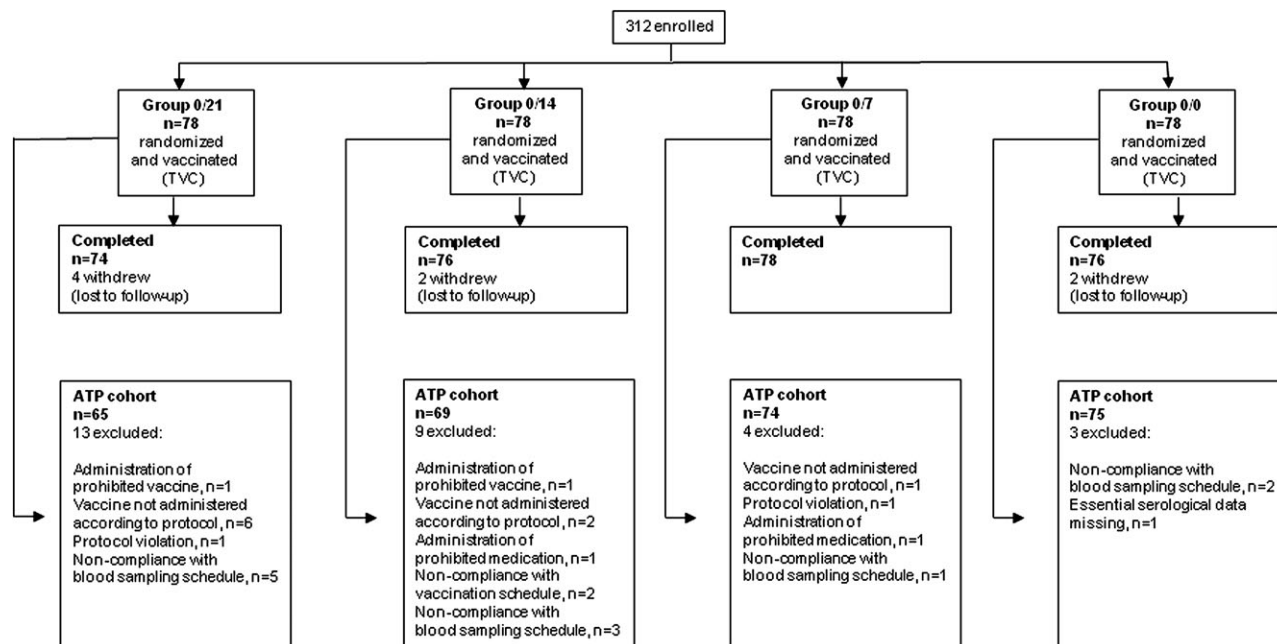 312 enrolled
Group 0/21
n=78
randomized
and vaccinated
(TVC)
Group 0/14
n=78
randomized
and vaccinated
(TVC)
Group 0/7
n=78
randomized
and vaccinated
(TVC)
Group 0/0
n=78
randomized
and vaccinated
(TVC)
Completed
n=74
4 withdrew
(lost to follow-up)
Completed
n=76
2 withdrew
(lost to follow-up)
Completed
n=78
Completed
n=76
2 withdrew
(lost to follow-up)
ATP cohort
n=65
13 excluded:
Administration of
prohibited vaccine, n=1
Vaccine not administered
according to protocol, n=6
Protocol violation, n=1
Non-compliance with
blood sampling schedule, n=5
ATP cohort
n=69
9 excluded:
Administration of
prohibited vaccine, n=1
Vaccine not administered
according to protocol, n=2
Administration of
prohibited medication, n=1
Non-compliance with
vaccination schedule, n=2
Non-compliance with
blood sampling schedule, n=3
ATP cohort
n=74
4 excluded:
Vaccine not administered
according to protocol, n=1
Protocol violation, n=1
Administration of
prohibited medication, n=1
Non-compliance with
blood sampling schedule, n=1
ATP cohort
n=75
3 excluded:
Non-compliance with
blood sampling schedule, n=2
Essential serological data
missing, n=1